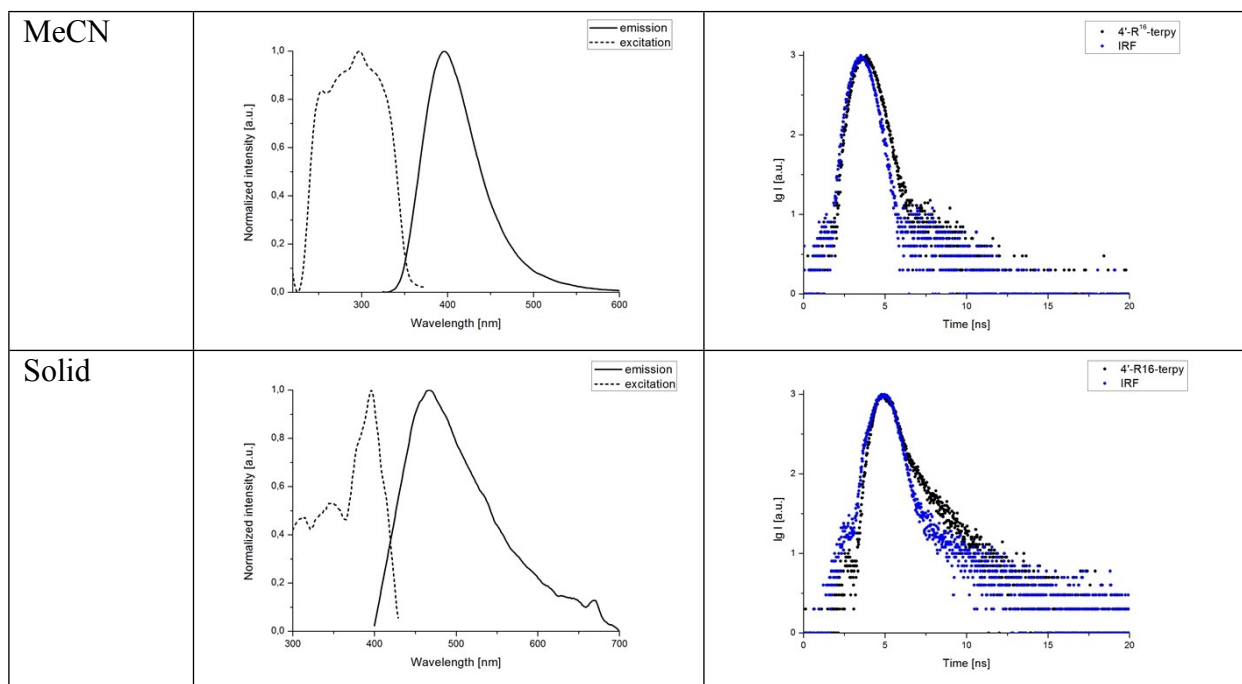 MeCN
emission
excitation
1,0
0,8
0,6
0,4
0,2
0,0
Normalized intensity [a.u.]
300
400
500
600
Wavelength [nm]
4'-R¹⁶-terpy
IRF
3
2
1
0
lg I [a.u.]
0
5
10
15
20
Time [ns]
Solid
emission
excitation
1,0
0,8
0,6
0,4
0,2
0,0
Normalized intensity [a.u.]
300
400
500
600
700
Wavelength [nm]
4'-R16-terpy
IRF
3
2
1
0
lg I [a.u.]
0
5
10
15
20
Time [ns]